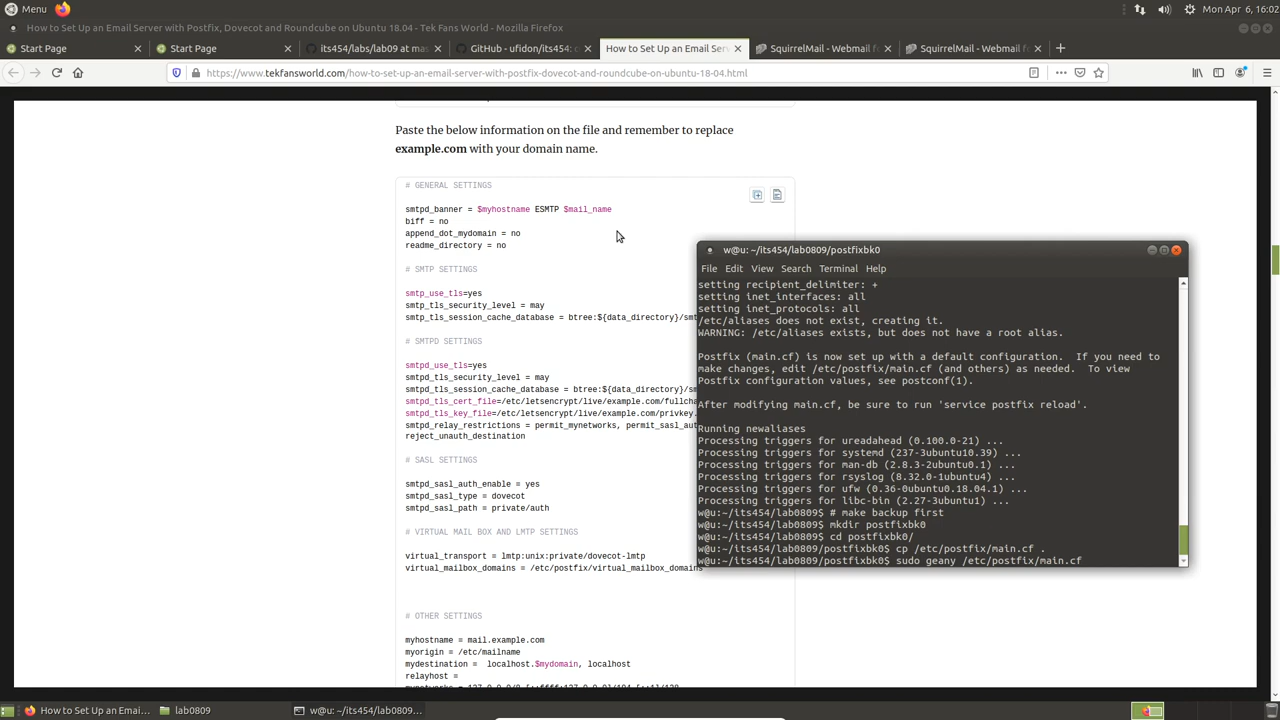 Menu
Mon Apr 6, 16:02
How to Set Up an Email Server with Postfix, Dovecot and Roundcube on Ubuntu 18.04 - Tek Fans World - Mozilla Firefox
Start Page
Start Page
its454/labs/lab09 at mas
GitHub - ufidon/its454: c
How to Set Up an Email Serv
SquirrelMail - Webmail for
SquirrelMail - Webmail for
https://www.tekfansworld.com/how-to-set-up-an-email-server-with-postfix-dovecot-and-roundcube-on-ubuntu-18-04.html
Paste the below information on the file and remember to replace
example.com with your domain name.
# GENERAL SETTINGS
smtpd_banner = $myhostname ESMTP $mail_name
biff = no
append_dot_mydomain = no
readme_directory = no
# SMTP SETTINGS
smtp_use_tls=yes
smtp_tls_security_level = may
smtp_tls_session_cache_database = btree:${data_directory}/smt
# SMTPD SETTINGS
smtpd_use_tls=yes
smtpd_tls_security_level = may
smtpd_tls_session_cache_database = btree:${data_directory}/sm
smtpd_tls_cert_file=/etc/letsencrypt/live/example.com/fullcha
smtpd_tls_key_file=/etc/letsencrypt/live/example.com/privkey.
smtpd_relay_restrictions = permit_mynetworks, permit_sasl_aut
reject_unauth_destination
# SASL SETTINGS
smtpd_sasl_auth_enable = yes
smtpd_sasl_type = dovecot
smtpd_sasl_path = private/auth
# VIRTUAL MAIL BOX AND LMTP SETTINGS
virtual_transport = lmtp:unix:private/dovecot-lmtp
virtual_mailbox_domains = /etc/postfix/virtual_mailbox_domains
# OTHER SETTINGS
myhostname = mail.example.com
myorigin = /etc/mailname
mydestination =  localhost.$mydomain, localhost
relayhost =
w@u: ~/its454/lab0809/postfixbk0
File Edit View Search Terminal Help
setting recipient_delimiter: +
setting inet_interfaces: all
setting inet_protocols: all
/etc/aliases does not exist, creating it.
WARNING: /etc/aliases exists, but does not have a root alias.
Postfix (main.cf) is now set up with a default configuration.  If you need to
make changes, edit /etc/postfix/main.cf (and others) as needed.  To view
Postfix configuration values, see postconf(1).
After modifying main.cf, be sure to run 'service postfix reload'.
Running newaliases
Processing triggers for ureadahead (0.100.0-21) ...
Processing triggers for systemd (237-3ubuntu10.39) ...
Processing triggers for man-db (2.8.3-2ubuntu0.1) ...
Processing triggers for rsyslog (8.32.0-1ubuntu4) ...
Processing triggers for ufw (0.36-0ubuntu0.18.04.1) ...
Processing triggers for libc-bin (2.27-3ubuntu1) ...
w@u:~/its454/lab0809$ # make backup first
w@u:~/its454/lab0809$ mkdir postfixbk0
w@u:~/its454/lab0809$ cd postfixbk0/
w@u:~/its454/lab0809/postfixbk0$ cp /etc/postfix/main.cf .
w@u:~/its454/lab0809/postfixbk0$ sudo geany /etc/postfix/main.cf
How to Set Up an Emai...
lab0809
w@u: ~/its454/lab0809...